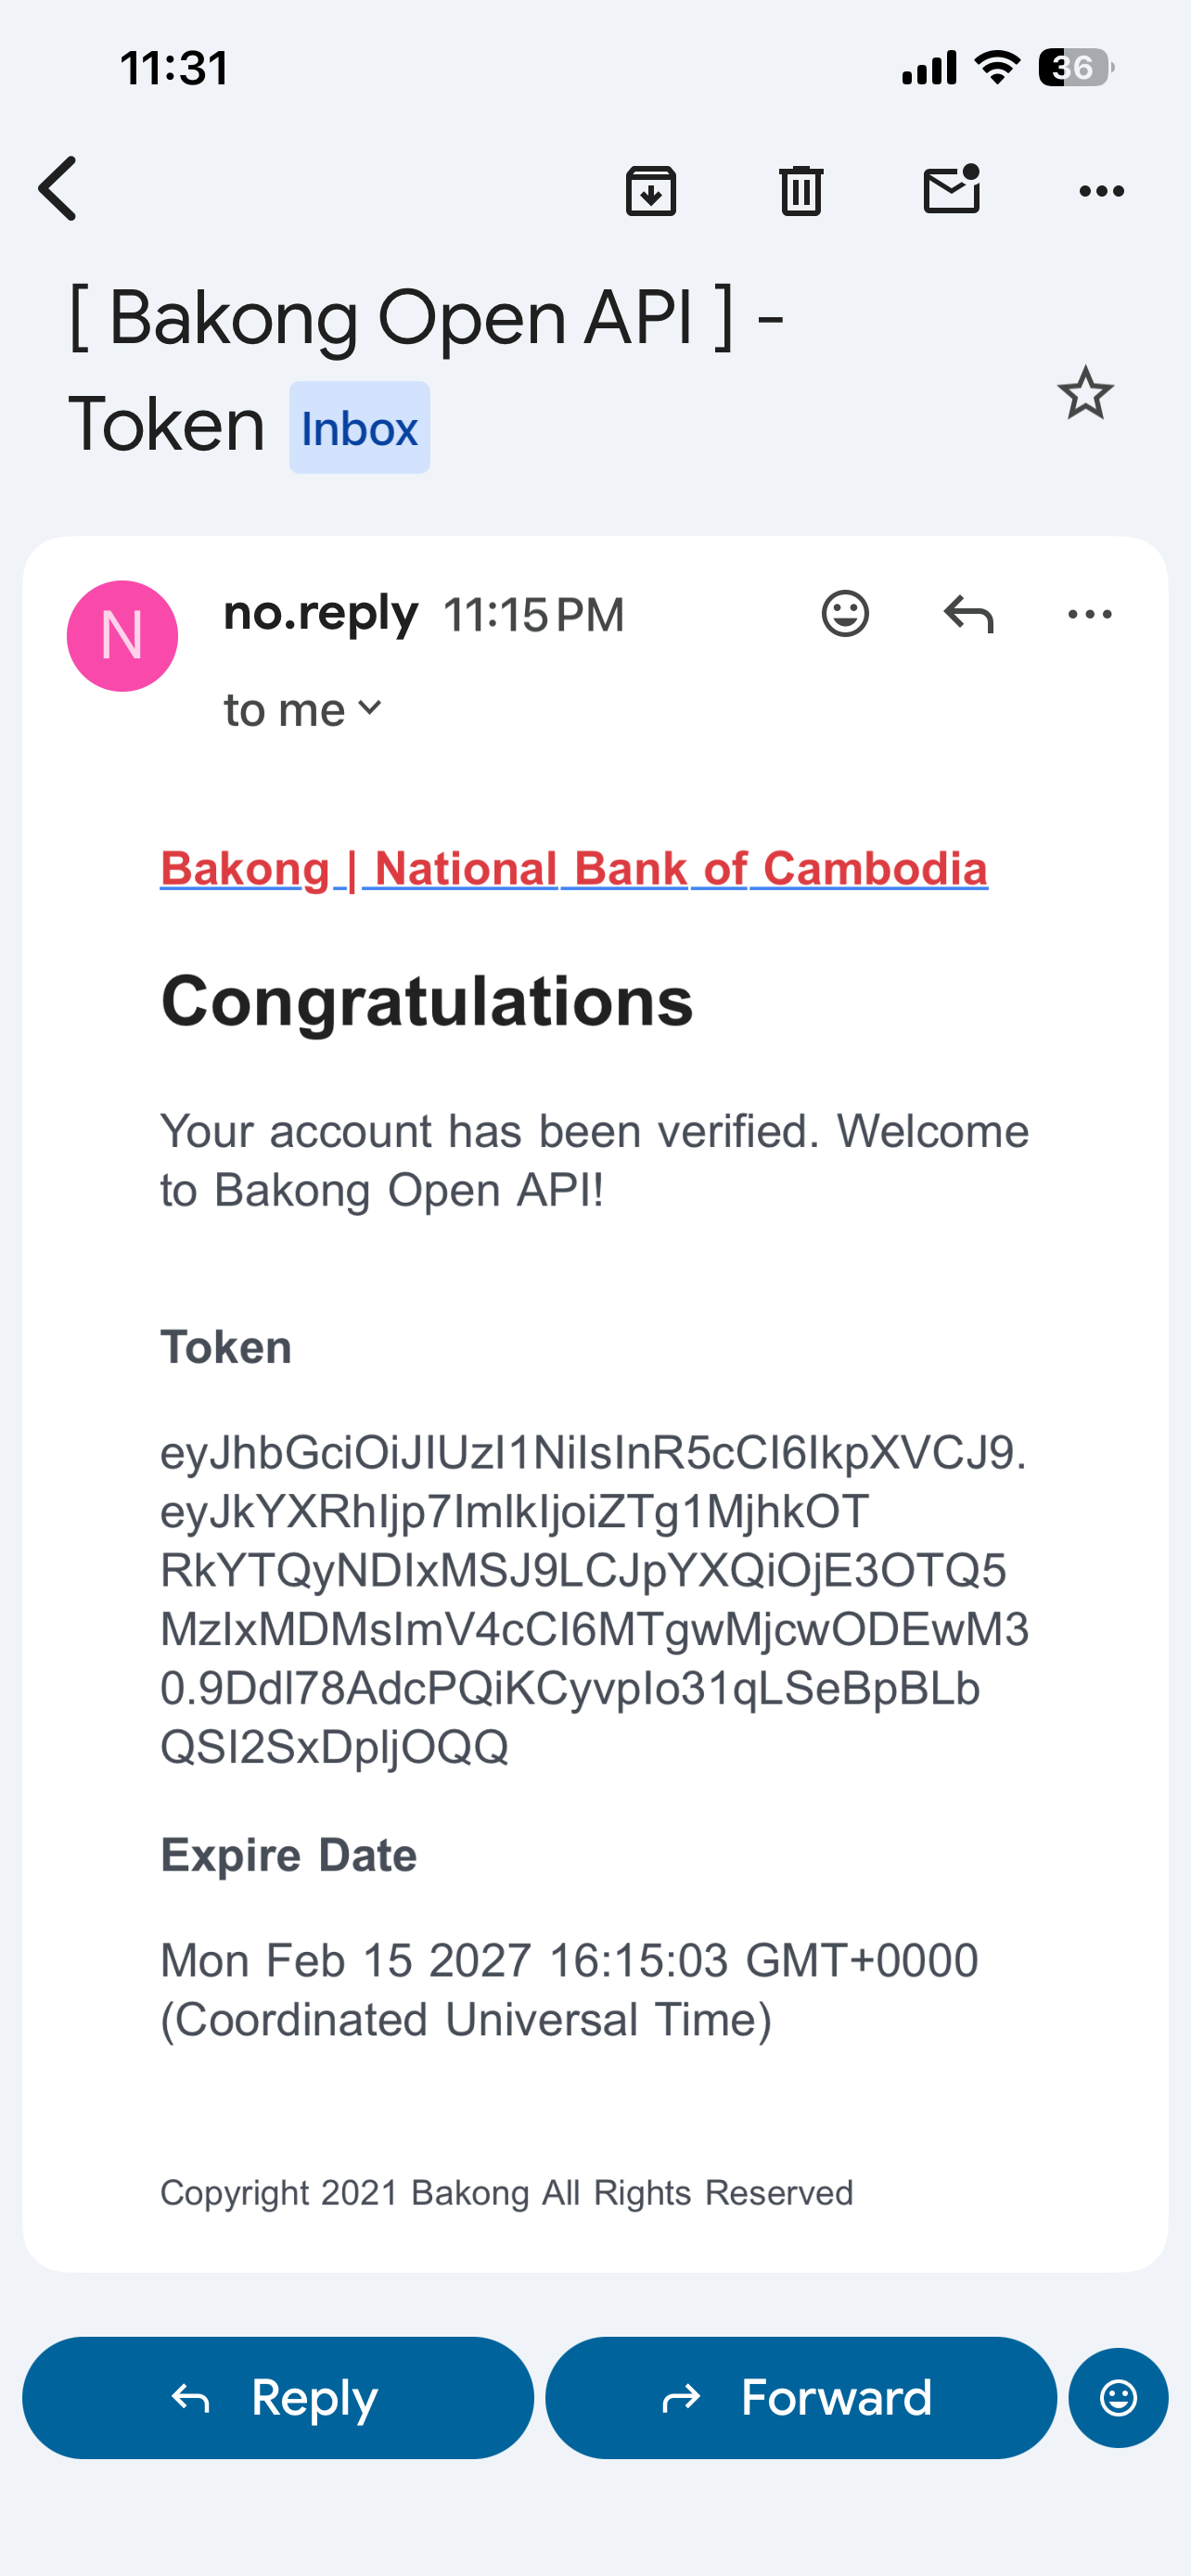 11:31
36
[ Bakong Open API ] -
Token Inbox
N
no.reply 11:15 PM
to me
Bakong | National Bank of Cambodia
Congratulations
Your account has been verified. Welcome
to Bakong Open API!
Token
eyJhbGciOiJIUzI1NiIsInR5cCI6IkpXVCJ9.
eyJkYXRhIjp7ImlkIjoiZTg1MjhkOT
RkYTQyNDIxMSJ9LCJpYXQiOjE3OTQ5
MzIxMDMsImV4cCI6MTgwMjcwODEwM3
0.9Ddl78AdcPQiKCyvpIo31qLSeBpBLb
QSI2SxDpljOQQ
Expire Date
Mon Feb 15 2027 16:15:03 GMT+0000
(Coordinated Universal Time)
Copyright 2021 Bakong All Rights Reserved
Reply
Forward